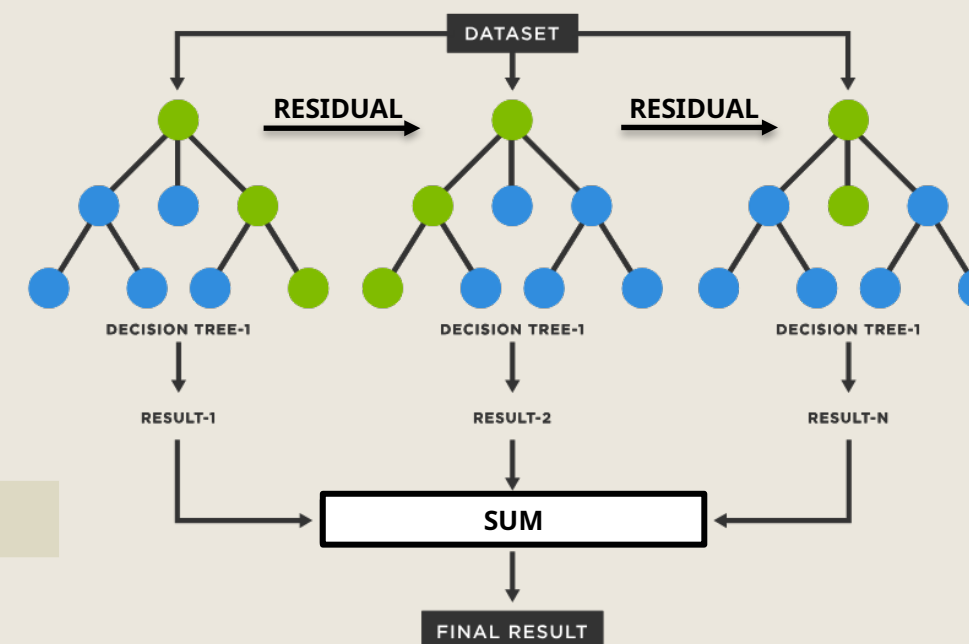 DATASET
RESIDUAL
RESIDUAL
DECISION TREE-1
DECISION TREE-1
DECISION TREE-1
RESULT-1
RESULT-2
RESULT-N
SUM
FINAL RESULT